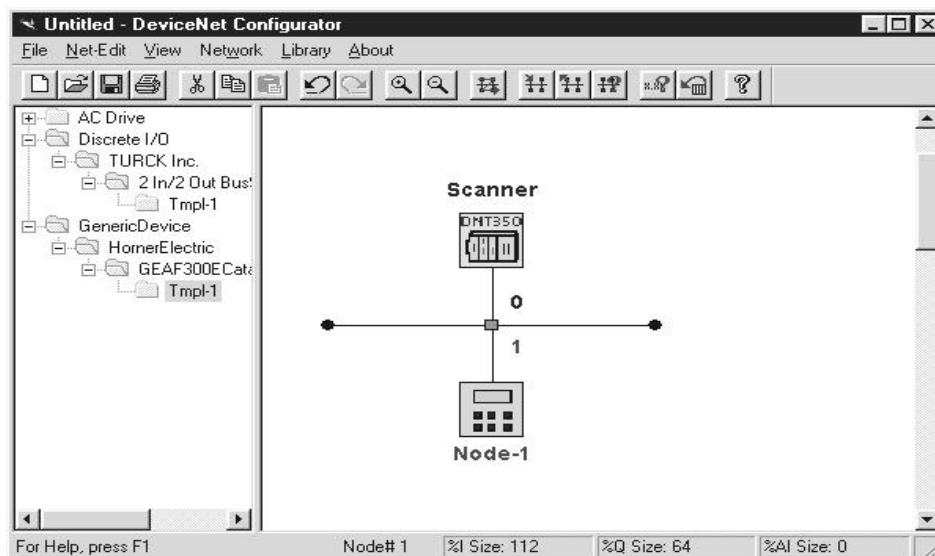 Untitled - DeviceNet Configurator
File Net-Edit View Network Library About
AC Drive
Discrete I/O
TURCK Inc.
2 In/2 Out Bus
Tmpl-1
GenericDevice
HornerElectric
GEAF300ECata
Tmpl-1
Scanner
DNT350
0
1
Node-1
For Help, press F1 Node# 1 %I Size: 112 %Q Size: 64 %AI Size: 0